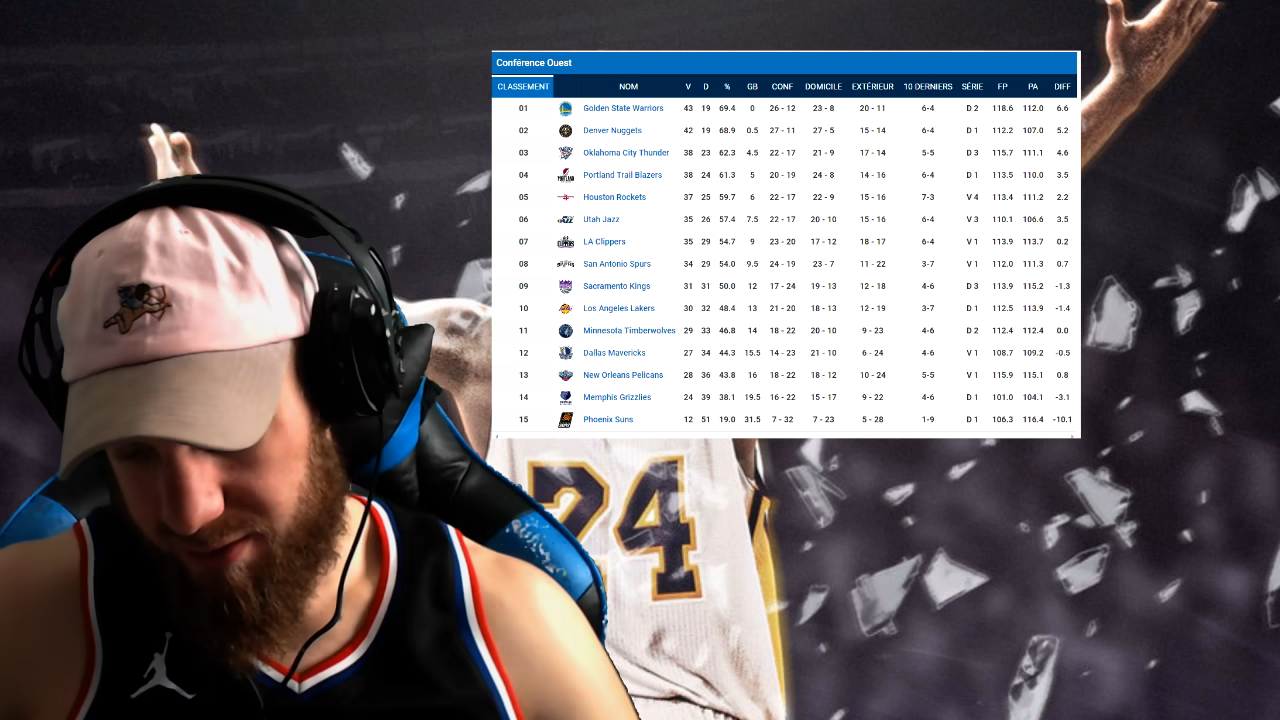 Conférence Ouest
CLASSEMENT NOM V D % GB CONF DOMICILE EXTÉRIEUR 10 DERNIERS SÉRIE FP PA DIFF
01 Golden State Warriors 43 19 69.4 0 26 - 12 23 - 8 20 - 11 6-4 D 2 118.6 112.0 6.6
02 Denver Nuggets 42 19 68.9 0.5 27 - 11 27 - 5 15 - 14 6-4 D 1 112.2 107.0 5.2
03 Oklahoma City Thunder 38 23 62.3 4.5 22 - 17 21 - 9 17 - 14 5-5 D 3 115.7 111.1 4.6
04 Portland Trail Blazers 38 24 61.3 5 20 - 19 24 - 8 14 - 16 6-4 D 1 113.5 110.0 3.5
05 Houston Rockets 37 25 59.7 6 22 - 17 22 - 9 15 - 16 7-3 V 4 113.4 111.2 2.2
06 Utah Jazz 35 26 57.4 7.5 22 - 17 20 - 10 15 - 16 6-4 V 3 110.1 106.6 3.5
07 LA Clippers 35 29 54.7 9 23 - 20 17 - 12 18 - 17 6-4 V 1 113.9 113.7 0.2
08 San Antonio Spurs 34 29 54.0 9.5 24 - 19 23 - 7 11 - 22 3-7 V 1 112.0 111.3 0.7
09 Sacramento Kings 31 31 50.0 12 17 - 24 19 - 13 12 - 18 4-6 D 3 113.9 115.2 -1.3
10 Los Angeles Lakers 30 32 48.4 13 21 - 20 18 - 13 12 - 19 3-7 D 1 112.5 113.9 -1.4
11 Minnesota Timberwolves 29 33 46.8 14 18 - 22 20 - 10 9 - 23 4-6 D 2 112.4 112.4 0.0
12 Dallas Mavericks 27 34 44.3 15.5 14 - 23 21 - 10 6 - 24 4-6 V 1 108.7 109.2 -0.5
13 New Orleans Pelicans 28 36 43.8 16 18 - 22 18 - 12 10 - 24 5-5 V 1 115.9 115.1 0.8
14 Memphis Grizzlies 24 39 38.1 19.5 16 - 22 15 - 17 9 - 22 4-6 D 1 101.0 104.1 -3.1
15 Phoenix Suns 12 51 19.0 31.5 7 - 32 7 - 23 5 - 28 1-9 D 1 106.3 116.4 -10.1
24